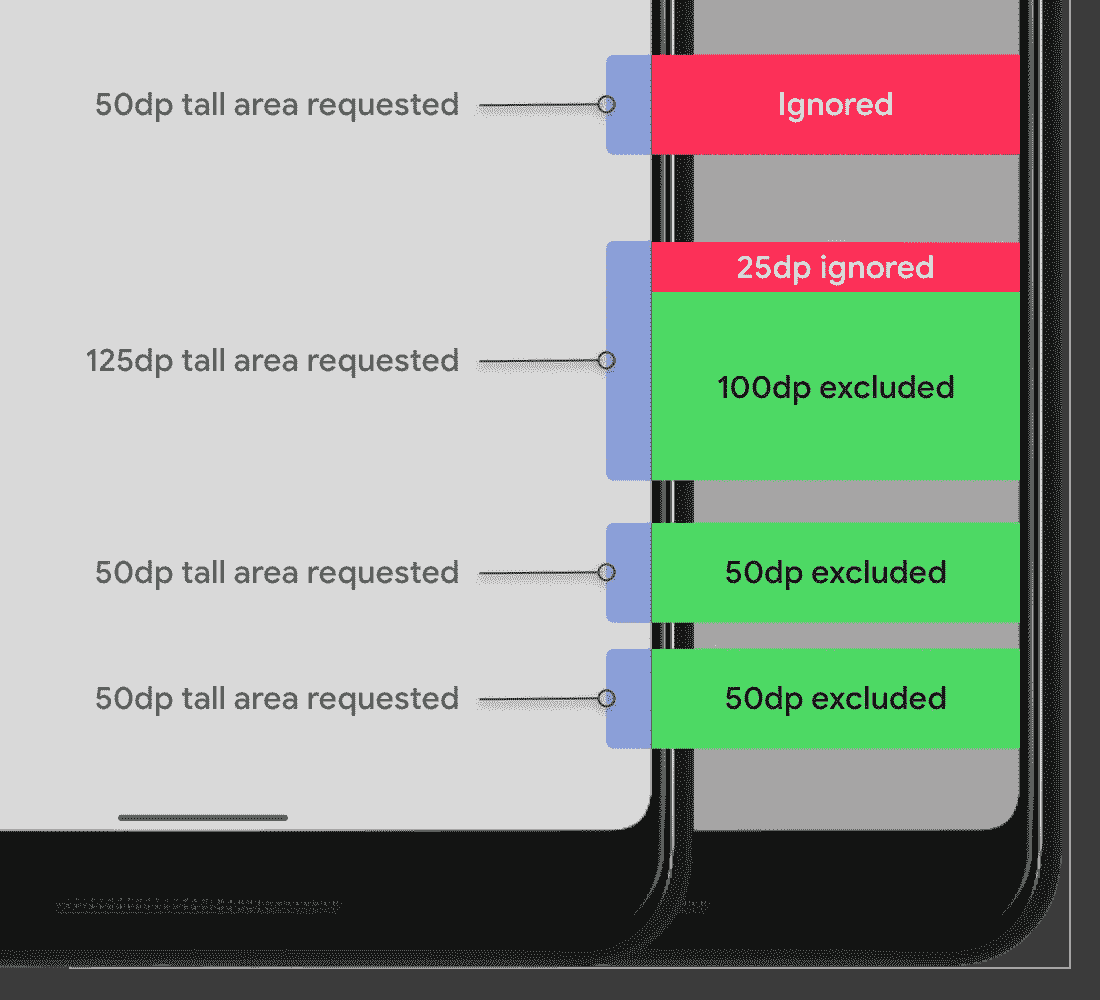 50dp tall area requested
Ignored
25dp ignored
125dp tall area requested
100dp excluded
50dp tall area requested
50dp excluded
50dp tall area requested
50dp excluded